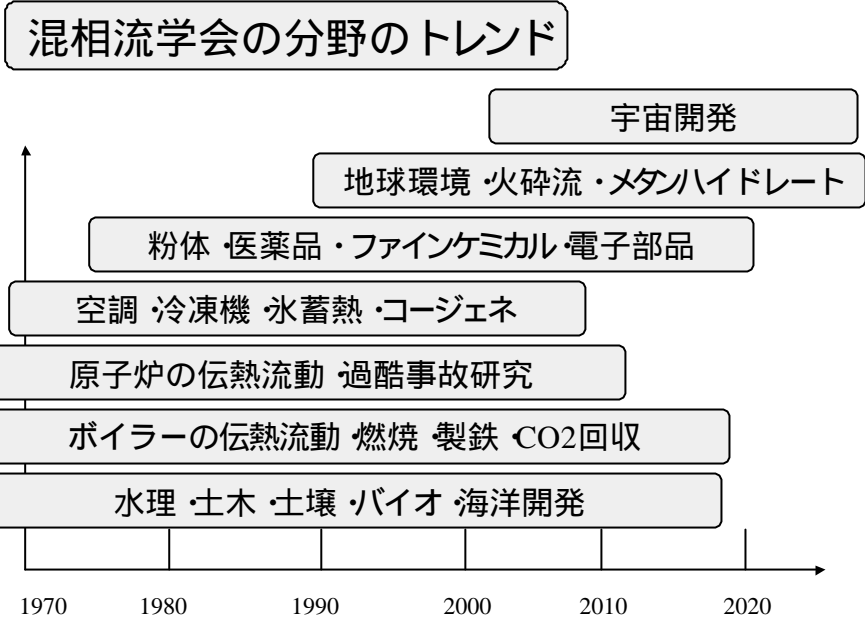 混相流学会の分野のトレンド
宇宙開発
地球環境・火砕流・メタンハイドレート
粉体・医薬品・ファインケミカル・電子部品
空調・冷凍機・氷蓄熱・コージェネ
原子炉の伝熱流動・過酷事故研究
ボイラーの伝熱流動・燃焼・製鉄・CO2回収
水理・土木・土壌・バイオ・海洋開発
1970 1980 1990 2000 2010 2020